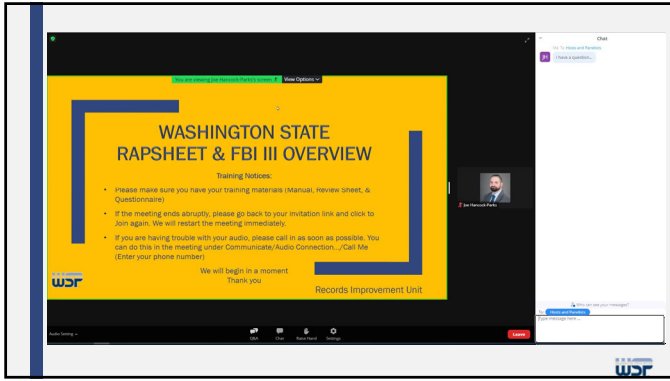 Chat
Me To Hosts and Panelists
JH
I have a question...
You are viewing Joe Hancock-Parks's screen
View Options
WASHINGTON STATE
RAPSHEET & FBI III OVERVIEW
Training Notices:
• Please make sure you have your training materials (Manual, Review Sheet, &
Questionnaire)
• If the meeting ends abruptly, please go back to your invitation link and click to
Join again. We will restart the meeting immediately.
• If you are having trouble with your audio, please call in as soon as possible. You
can do this in the meeting under Communicate/Audio Connection.../Call Me
(Enter your phone number)
We will begin in a moment
Thank you
WSP
Records Improvement Unit
Joe Hancock-Parks
Who can see your messages?
To: Hosts and Panelists
Type message here...
Audio Setting
Q&A
Chat
Raise Hand
Settings
Leave
WSP